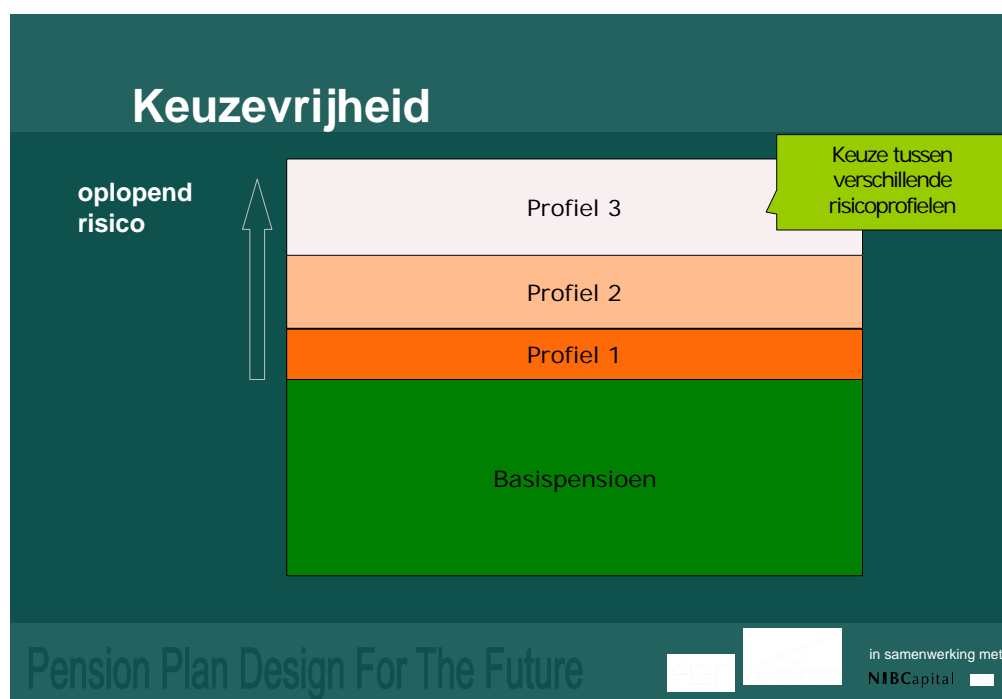 Keuzevrijheid
oplopend
risico
Keuze tussen
verschillende
risicoprofielen
Profiel 3
Profiel 2
Profiel 1
Basispensioen
Pension Plan Design For The Future
in samenwerking met
NIBCapital